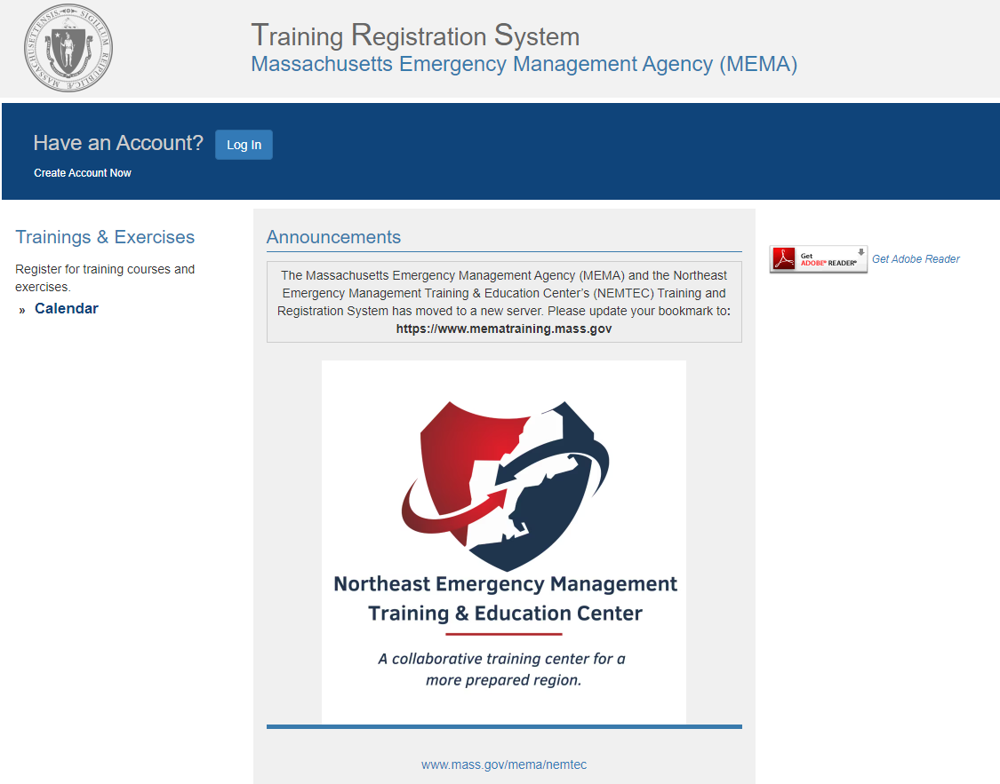 MASSACHUSETTENSIS. SIGILLUM REIPUBLICÆ
Training Registration System
Massachusetts Emergency Management Agency (MEMA)
Have an Account?
Log In
Create Account Now
Trainings & Exercises
Register for training courses and
exercises.
» Calendar
Announcements
The Massachusetts Emergency Management Agency (MEMA) and the Northeast
Emergency Management Training & Education Center’s (NEMTEC) Training and
Registration System has moved to a new server. Please update your bookmark to:
https://www.mematraining.mass.gov
Northeast Emergency Management
Training & Education Center
A collaborative training center for a
more prepared region.
www.mass.gov/mema/nemtec
Get
ADOBE® READER®
Get Adobe Reader